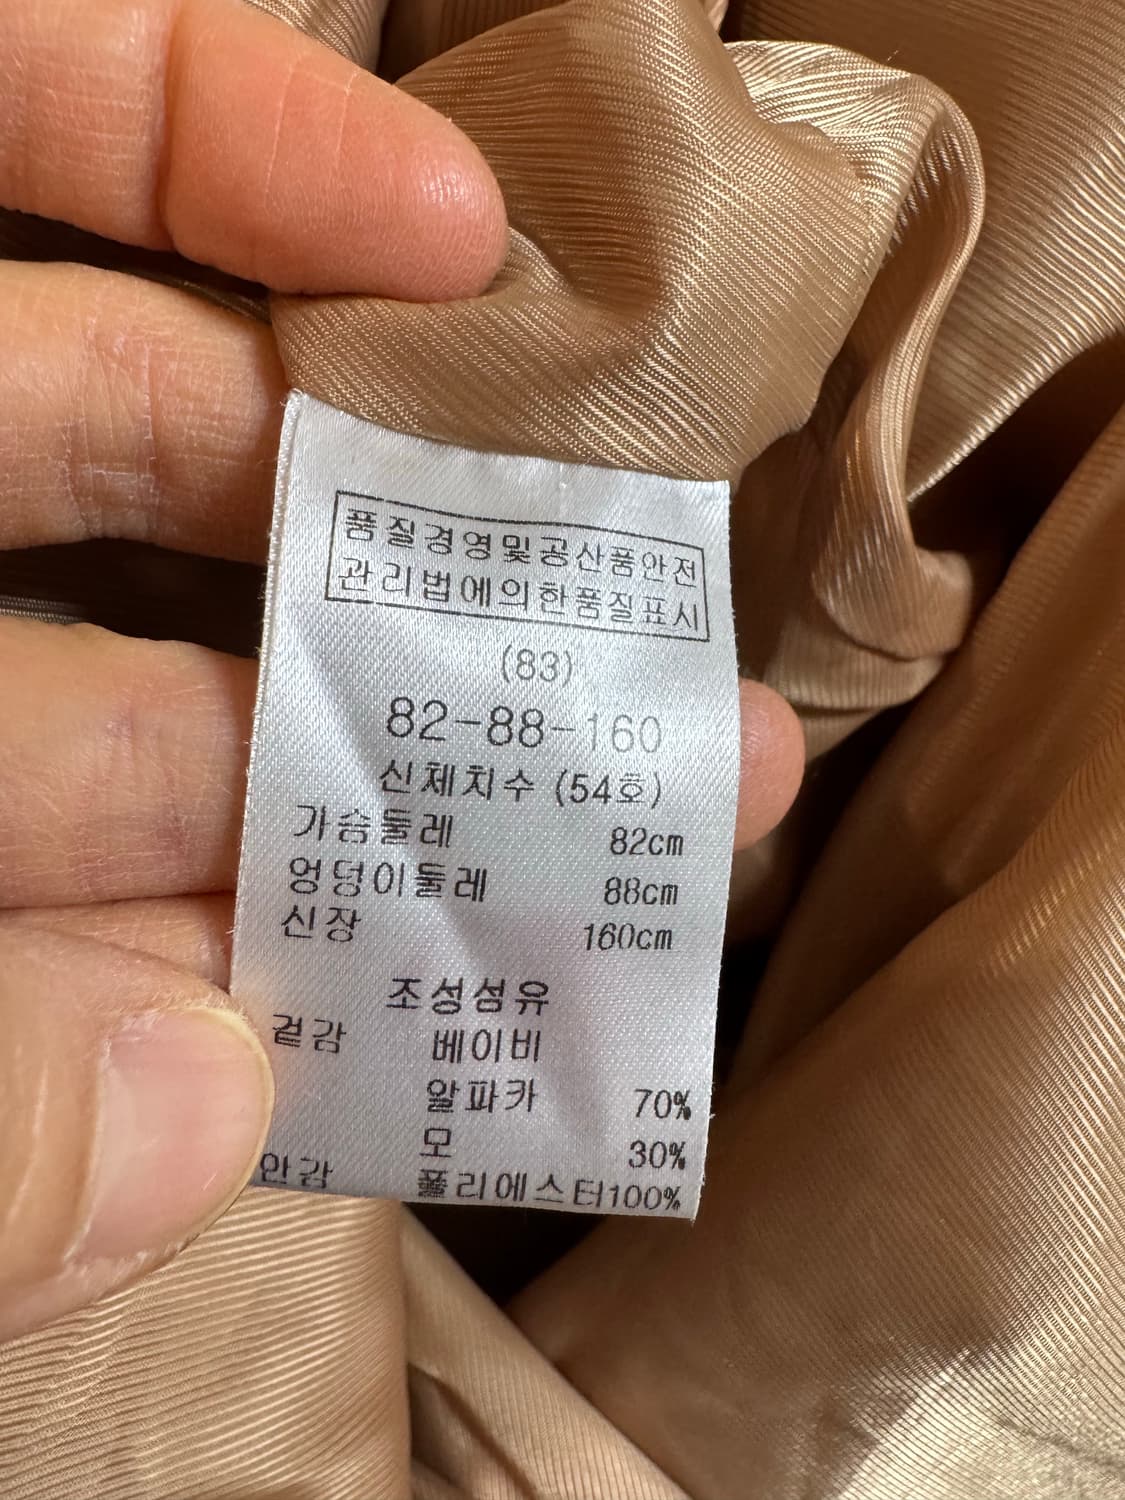 품질경영및공산품안전
관리법에의한품질표시
(83)
82-88-160
신체치수 (54호)
가슴둘레 82cm
엉덩이둘레 88cm
신장 160cm
조성섬유
겉감 베이비
알파카 70%
모 30%
안감 폴리에스터100%